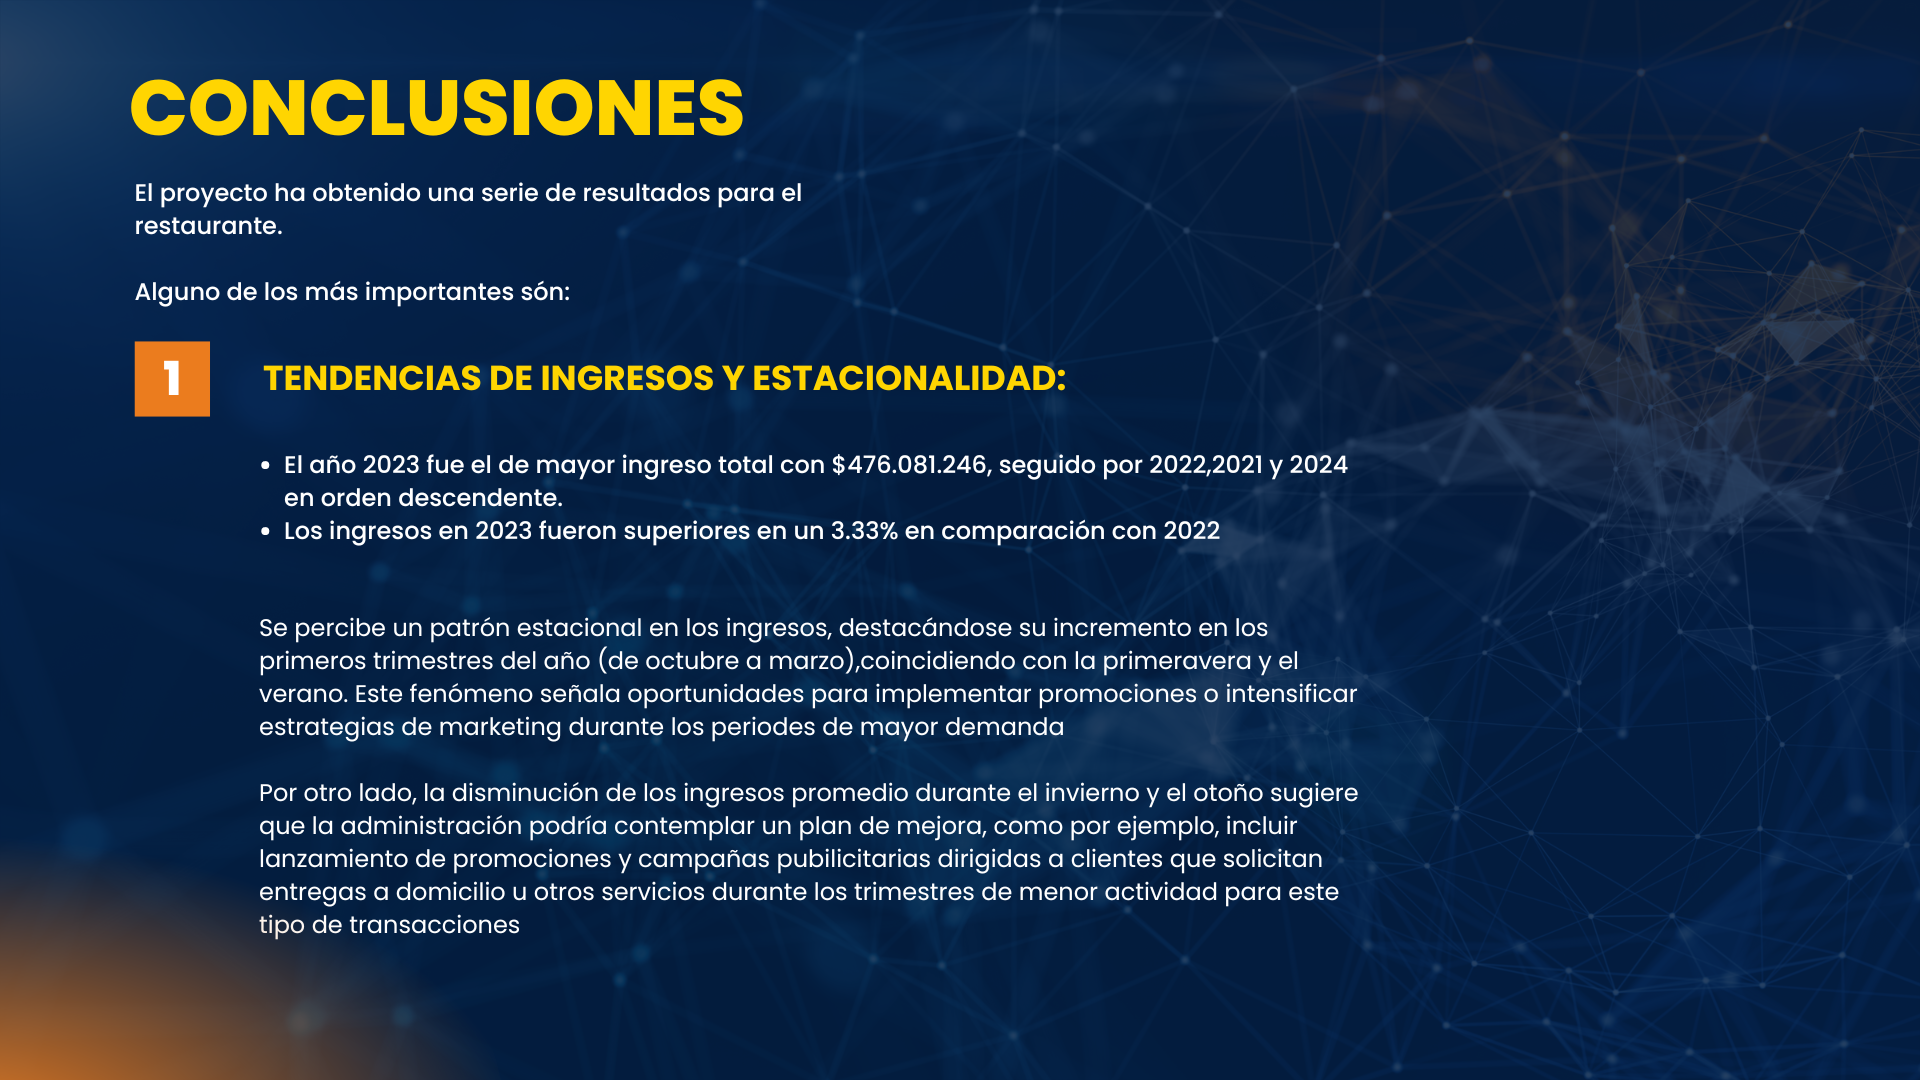 CONCLUSIONES
El proyecto ha obtenido una serie de resultados para el
restaurante.
Alguno de los más importantes són:
1
TENDENCIAS DE INGRESOS Y ESTACIONALIDAD:
• El año 2023 fue el de mayor ingreso total con $476.081.246, seguido por 2022,2021 y 2024
en orden descendente.
• Los ingresos en 2023 fueron superiores en un 3.33% en comparación con 2022
Se percibe un patrón estacional en los ingresos, destacándose su incremento en los
primeros trimestres del año (de octubre a marzo),coincidiendo con la primeravera y el
verano. Este fenómeno señala oportunidades para implementar promociones o intensificar
estrategias de marketing durante los periodes de mayor demanda
Por otro lado, la disminución de los ingresos promedio durante el invierno y el otoño sugiere
que la administración podría contemplar un plan de mejora, como por ejemplo, incluir
lanzamiento de promociones y campañas pubilicitarias dirigidas a clientes que solicitan
entregas a domicilio u otros servicios durante los trimestres de menor actividad para este
tipo de transacciones